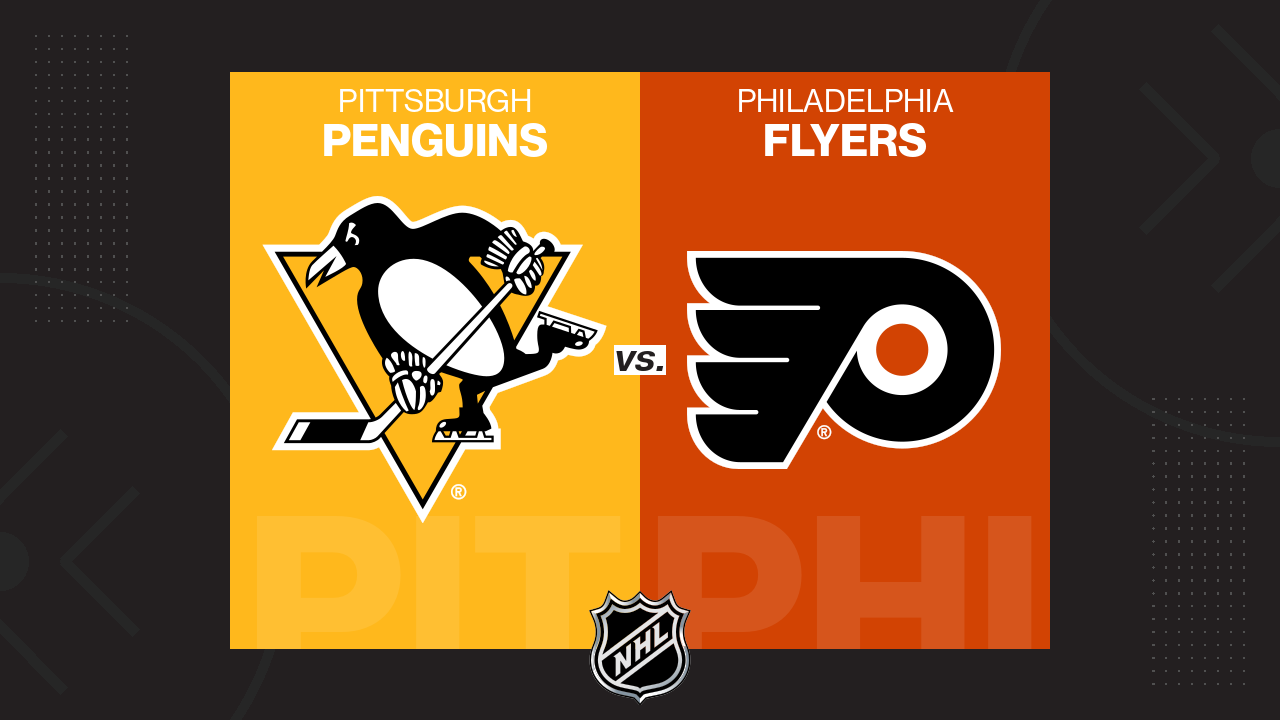 PITTSBURGH
PENGUINS
PHILADELPHIA
FLYERS
vs.
®
®
PIT
PHI
NHL